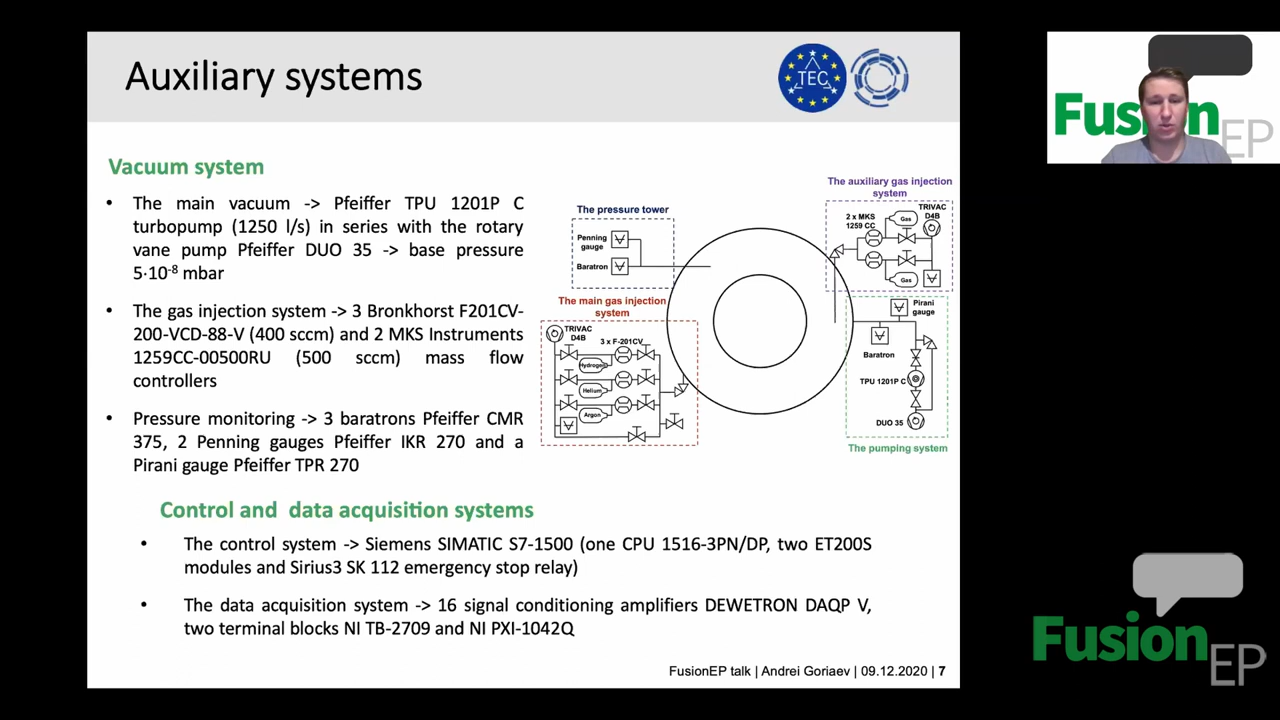 Auxiliary systems
TEC
Vacuum system
• The main vacuum -> Pfeiffer TPU 1201P C
turbopump (1250 l/s) in series with the rotary
vane pump Pfeiffer DUO 35 -> base pressure
5·10⁻⁸ mbar
• The gas injection system -> 3 Bronkhorst F201CV-
200-VCD-88-V (400 sccm) and 2 MKS Instruments
1259CC-00500RU (500 sccm) mass flow
controllers
• Pressure monitoring -> 3 baratrons Pfeiffer CMR
375, 2 Penning gauges Pfeiffer IKR 270 and a
Pirani gauge Pfeiffer TPR 270
The pressure tower
Penning
gauge
Baratron
The main gas injection
system
TRIVAC
D4B
3 x F-201CV
Hydrogen
Helium
Argon
The auxiliary gas injection
system
2 x MKS
1259 CC
Gas
TRIVAC
D4B
Gas
Pirani
gauge
Baratron
TPU 1201P C
DUO 35
The pumping system
Control and data acquisition systems
• The control system -> Siemens SIMATIC S7-1500 (one CPU 1516-3PN/DP, two ET200S
modules and Sirius3 SK 112 emergency stop relay)
• The data acquisition system -> 16 signal conditioning amplifiers DEWETRON DAQP V,
two terminal blocks NI TB-2709 and NI PXI-1042Q
FusionEP talk | Andrei Goriaev | 09.12.2020 | 7
Fusion
EP
Fusion
EP